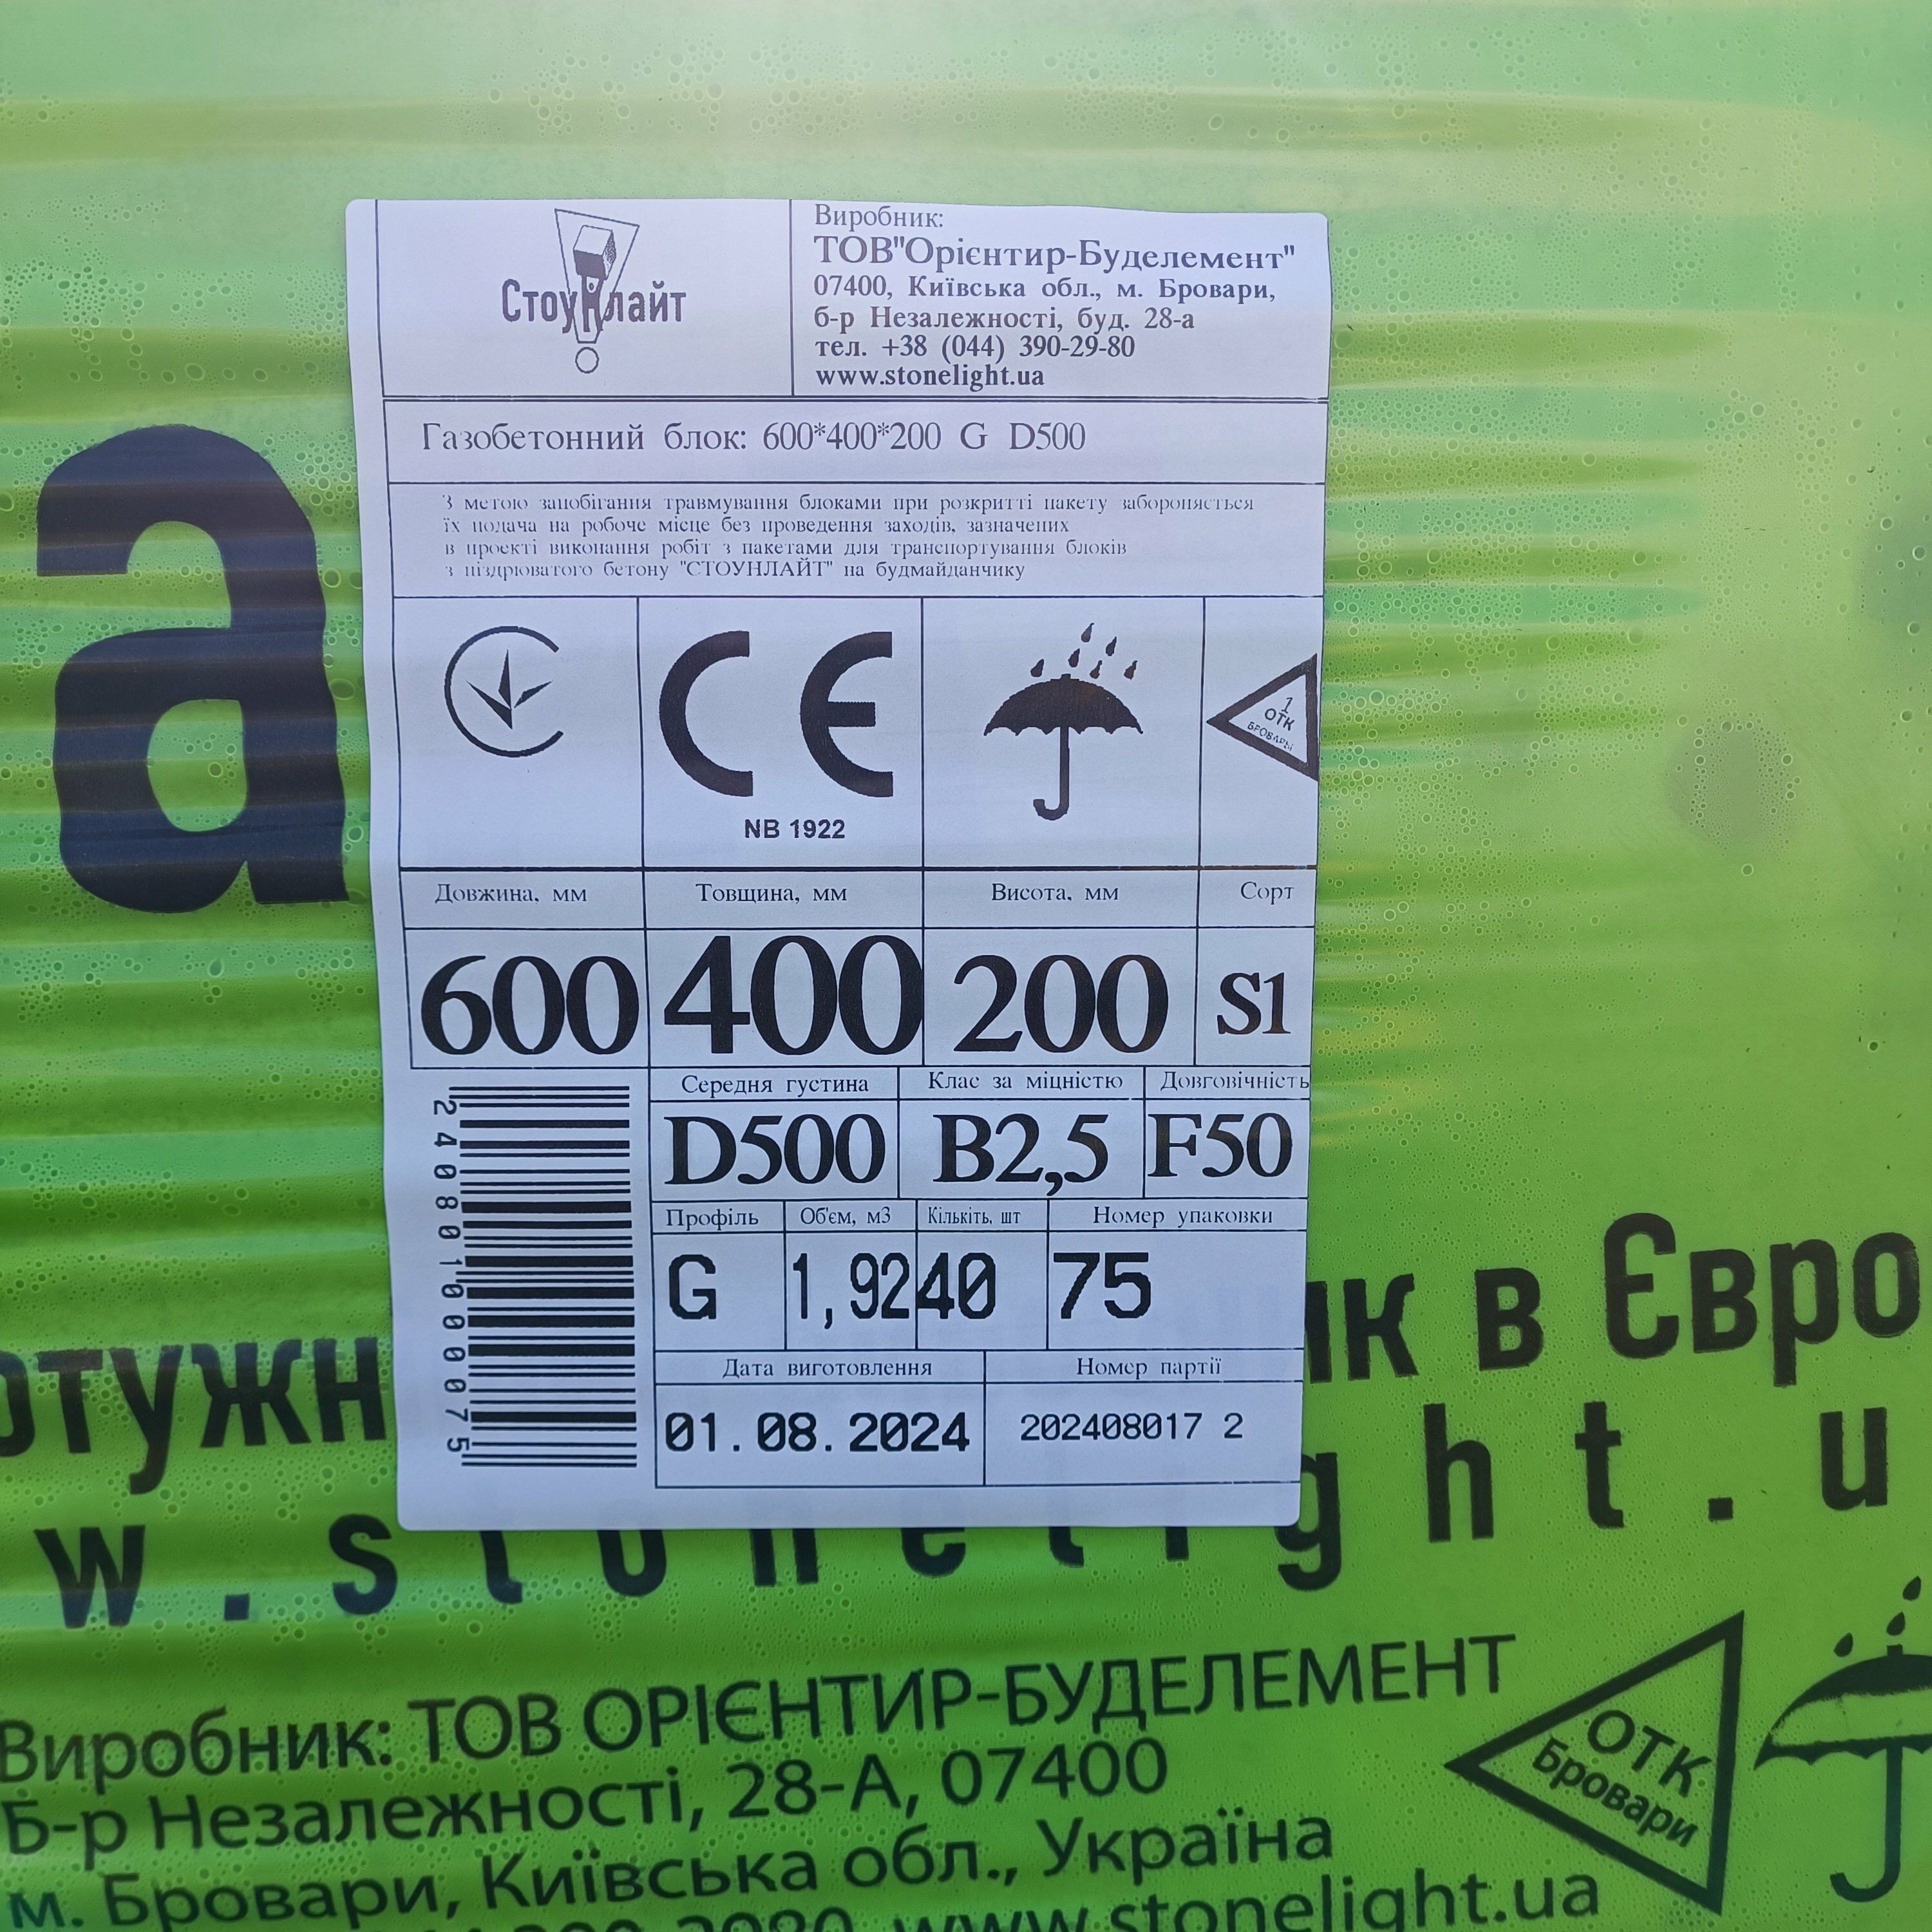 СтоуНлайт
Виробник:
ТОВ"Орієнтир-Буделемент"
07400, Київська обл., м. Бровари,
б-р Незалежності, буд. 28-а
тел. +38 (044) 390-29-80
www.stonelight.ua
Газобетонний блок: 600*400*200 G D500
З метою запобігання травмування блоками при розкритті пакету забороняється
їх подача на робоче місце без проведення заходів, зазначених
в проекті виконання робіт з пакетами для транспортування блоків
з ніздрюватого бетону "СТОУНЛАЙТ" на будмайданчику
CE
NB 1922
1
ОТК
БРОВАРИ
Довжина, мм Товщина, мм Висота, мм Сорт
600 400 200 S1
Середня густина Клас за міцністю Довговічність
D500 B2,5 F50
Профіль Об'єм, м3 Кількіть, шт Номер упаковки
G 1,92 40 75
Дата виготовлення Номер партії
01.08.2024 202408017 2
2408010000075
а
отужн ик в Євро
w.stonelight.u
Виробник: ТОВ ОРІЄНТИР-БУДЕЛЕМЕНТ
Б-р Незалежності, 28-А, 07400
м. Бровари, Київська обл., Україна
www.stonelight.ua
ОТК
Бровари